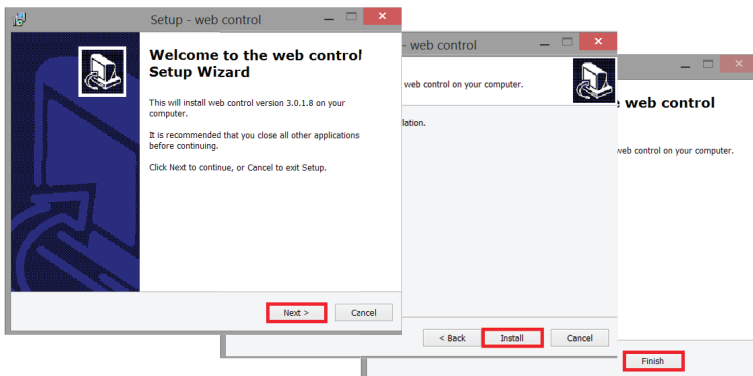 Setup - web control
Welcome to the web control
Setup Wizard
This will install web control version 3.0.1.8 on your
computer.
It is recommended that you close all other applications
before continuing.
Click Next to continue, or Cancel to exit Setup.
Next >
Cancel
- web control
web control on your computer.
lation.
< Back
Install
Cancel
web control
web control on your computer.
Finish